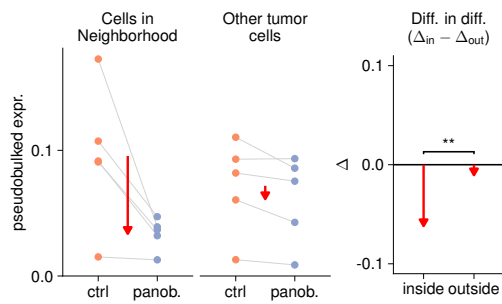 Cells in
Neighborhood
Other tumor
cells
Diff. in diff.
(Δin − Δout)
pseudobulked expr.
0.1
0.0
ctrl
panob.
ctrl
panob.
Δ
0.1
0.0
-0.1
**
inside outside